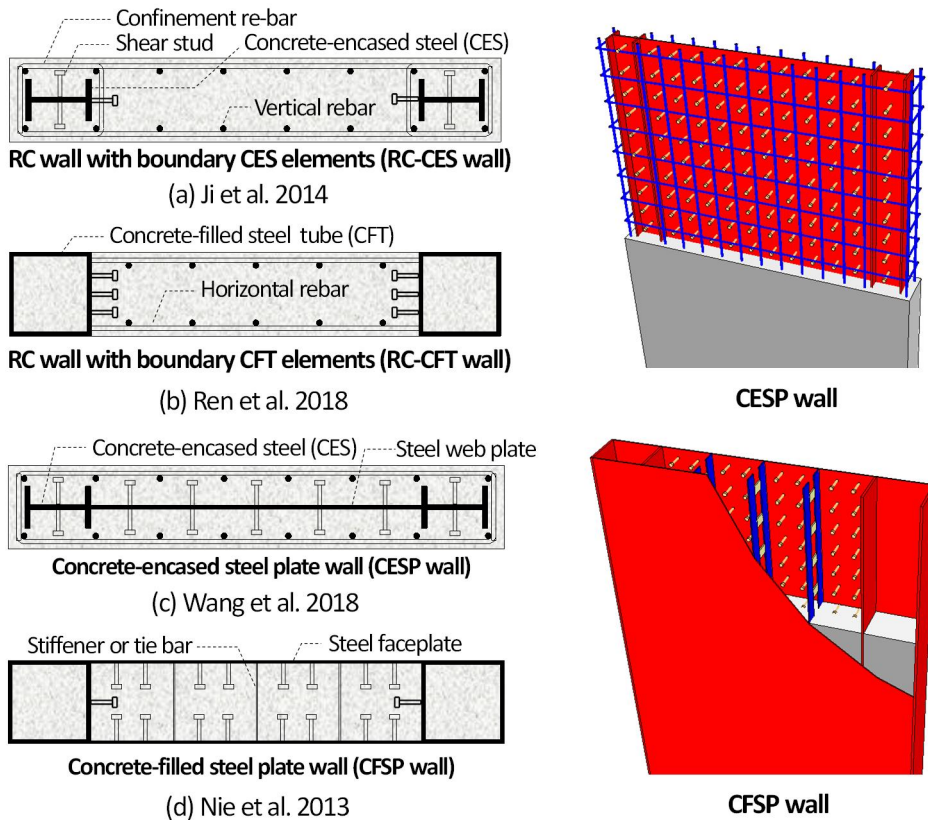 Confinement re-bar
Shear stud
Concrete-encased steel (CES)
Vertical rebar
RC wall with boundary CES elements (RC-CES wall)
(a) Ji et al. 2014
Concrete-filled steel tube (CFT)
Horizontal rebar
RC wall with boundary CFT elements (RC-CFT wall)
(b) Ren et al. 2018
CESP wall
Concrete-encased steel (CES)
Steel web plate
Concrete-encased steel plate wall (CESP wall)
(c) Wang et al. 2018
Stiffener or tie bar
Steel faceplate
Concrete-filled steel plate wall (CFSP wall)
(d) Nie et al. 2013
CFSP wall